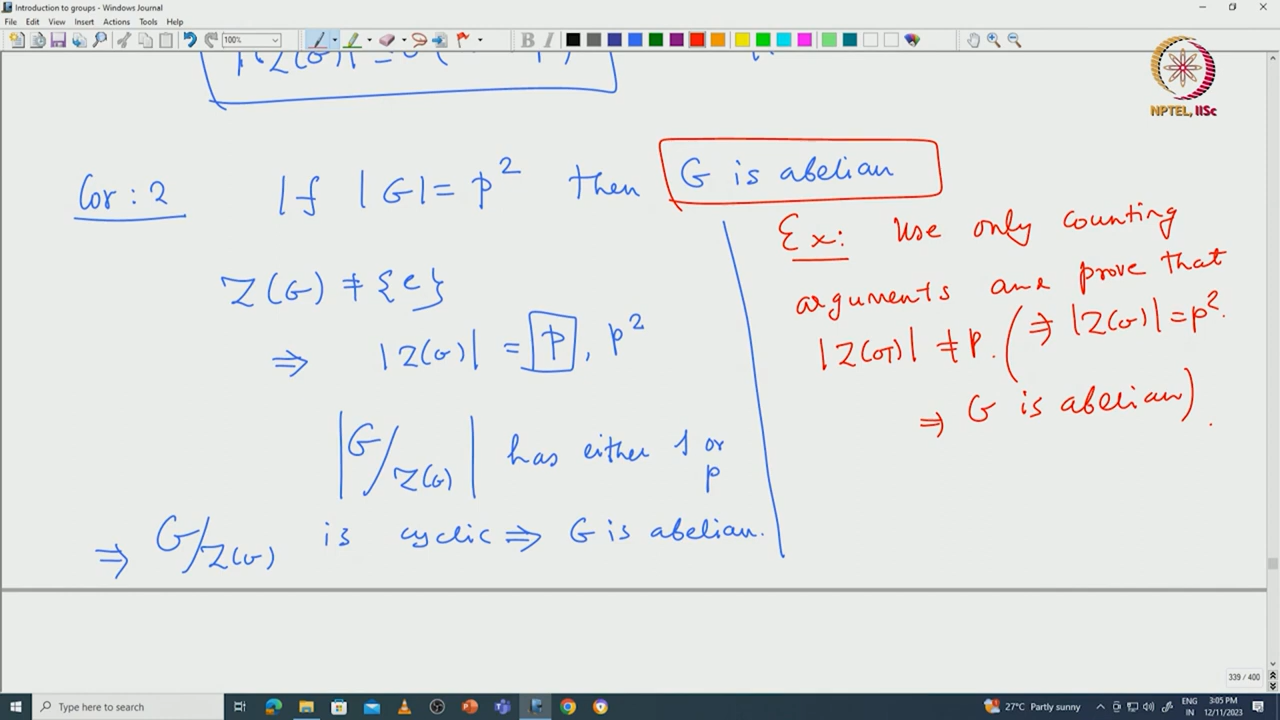 Introduction to groups - Windows Journal
File Edit View Insert Actions Tools Help
100%
NPTEL, IISc
|Z(G)| =
Cor : 2 If |G| = p² then G is abelian
Z(G) ≠ {e}
⇒ |Z(G)| = p, p²
|G/Z(G)| has either 1 or
p
⇒ G/Z(G) is cyclic ⇒ G is abelian.
Ex: Use only counting
arguments and prove that
|Z(G)| ≠ p. (⇒ |Z(G)| = p².
⇒ G is abelian).
339 / 400
Type here to search
27°C Partly sunny
ENG
IN
3:05 PM
12/11/2023